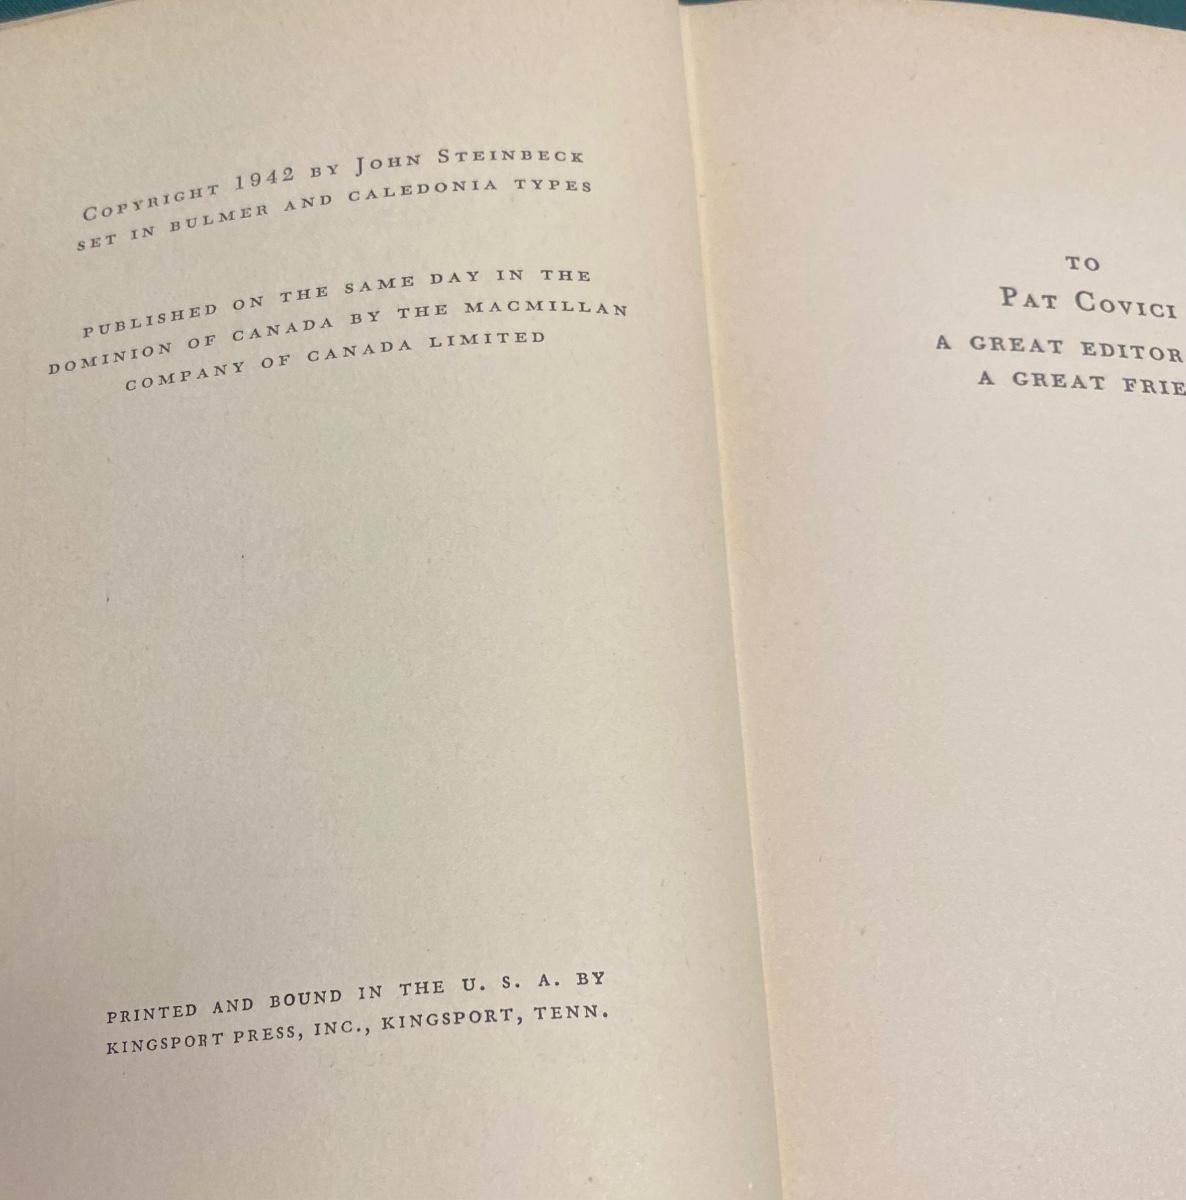 Copyright 1942 by John Steinbeck
SET IN BULMER AND CALEDONIA TYPES
PUBLISHED ON THE SAME DAY IN THE
DOMINION OF CANADA BY THE MACMILLAN
COMPANY OF CANADA LIMITED
PRINTED AND BOUND IN THE U. S. A. BY
KINGSPORT PRESS, INC., KINGSPORT, TENN.
TO
Pat Covici
A GREAT EDITOR
A GREAT FRIE